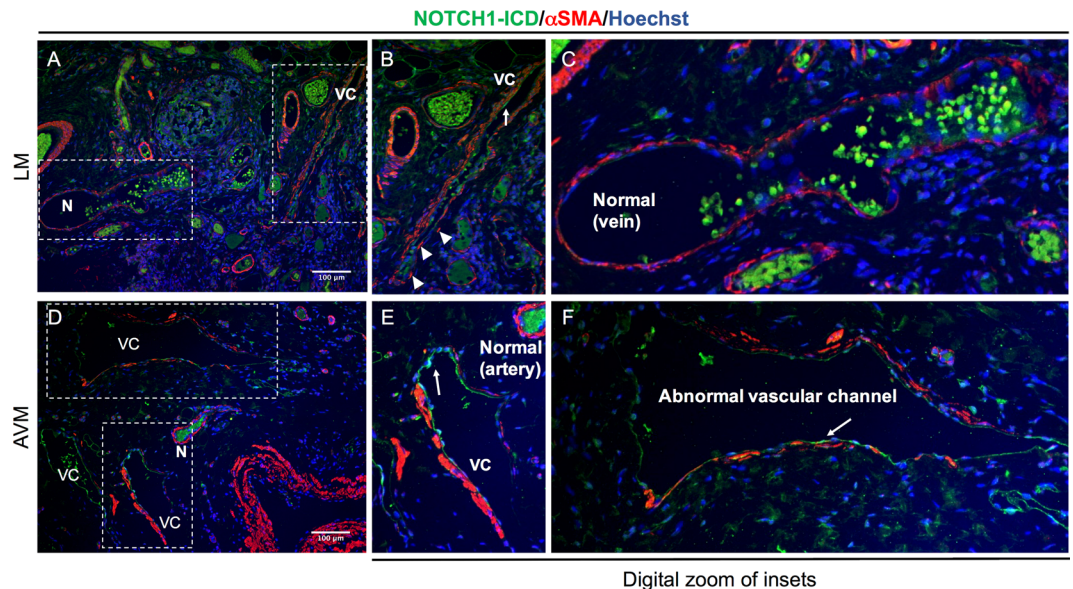 NOTCH1-ICD/αSMA/Hoechst
LM
A
VC
N
100 µm
B
VC
C
Normal
(vein)
AVM
D
VC
N
VC
VC
100 µm
E
Normal
(artery)
VC
F
Abnormal vascular channel
Digital zoom of insets